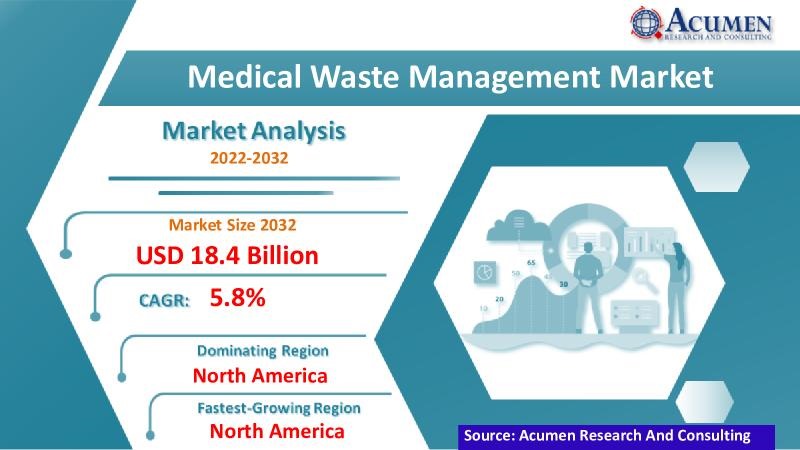 ACUMEN
RESEARCH AND CONSULTING
Medical Waste Management Market
Market Analysis
2022-2032
Market Size 2032
USD 18.4 Billion
CAGR: 5.8%
Dominating Region
North America
Fastest-Growing Region
North America
10
20
50
65
45
30
Source: Acumen Research And Consulting